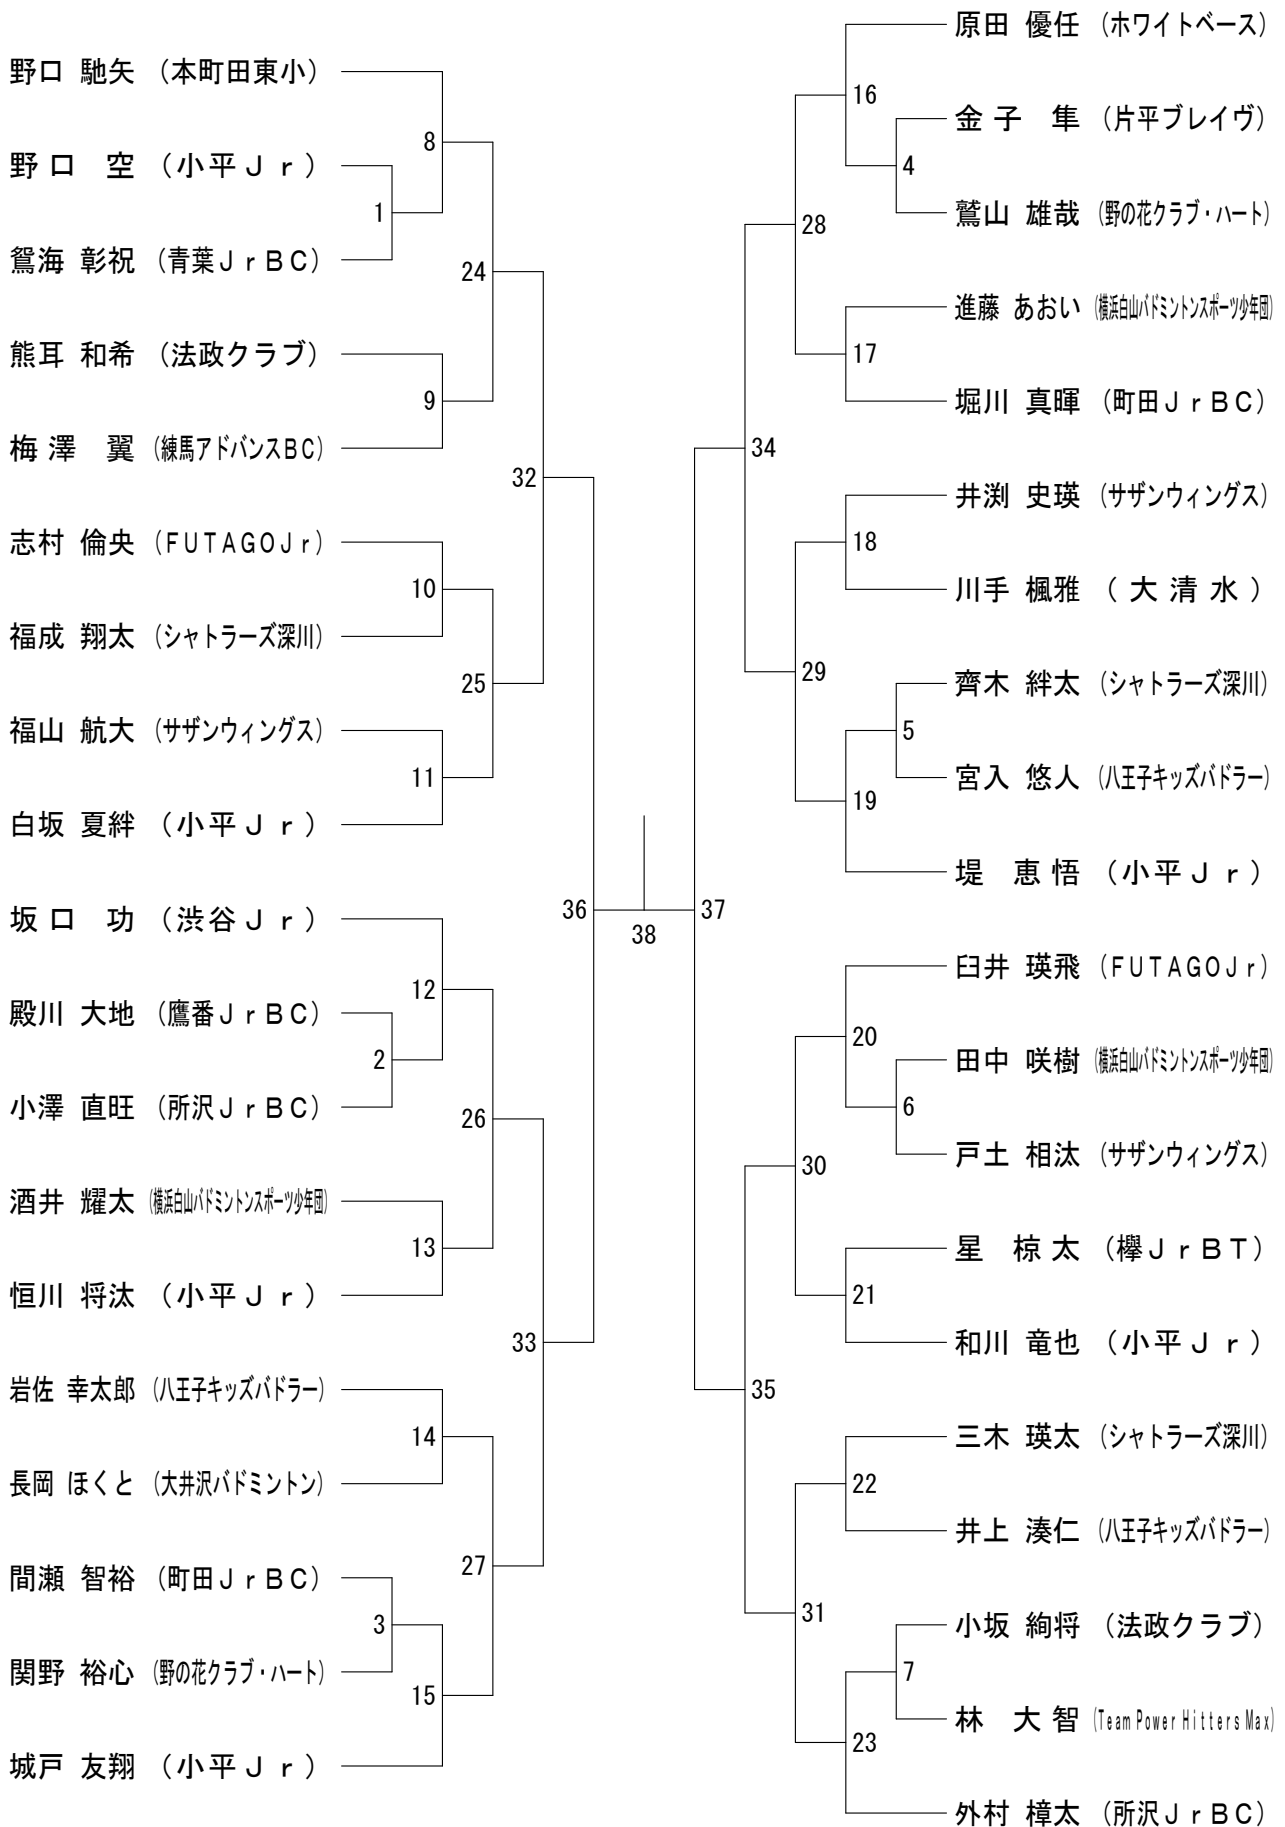 野口 馳矢 (本町田東小)
8
野口 空 (小平Jr)
1
鴛海 彰祝 (青葉JrBC)
24
熊耳 和希 (法政クラブ)
9
梅澤 翼 (練馬アドバンスBC)
32
志村 倫央 (FUTAGOJr)
10
福成 翔太 (シャトラーズ深川)
25
福山 航大 (サザンウィングス)
11
白坂 夏絆 (小平Jr)
36
坂口 功 (渋谷Jr)
12
殿川 大地 (鷹番JrBC)
2
小澤 直旺 (所沢JrBC)
26
酒井 耀太 (横浜白山バドミントンスポーツ少年団)
13
恒川 将汰 (小平Jr)
33
岩佐 幸太郎 (八王子キッズバドラー)
14
長岡 ほくと (大井沢バドミントン)
27
間瀬 智裕 (町田JrBC)
3
関野 裕心 (野の花クラブ・ハート)
15
城戸 友翔 (小平Jr)
38
原田 優任 (ホワイトベース)
16
金子 隼 (片平ブレイヴ)
4
鷲山 雄哉 (野の花クラブ・ハート)
28
進藤 あおい (横浜白山バドミントンスポーツ少年団)
17
堀川 真暉 (町田JrBC)
34
井渕 史瑛 (サザンウィングス)
18
川手 楓雅 (大清水)
29
齊木 絆太 (シャトラーズ深川)
5
宮入 悠人 (八王子キッズバドラー)
19
堤 恵悟 (小平Jr)
37
臼井 瑛飛 (FUTAGOJr)
20
田中 咲樹 (横浜白山バドミントンスポーツ少年団)
6
戸土 相汰 (サザンウィングス)
30
星 椋太 (欅JrBT)
21
和川 竜也 (小平Jr)
35
三木 瑛太 (シャトラーズ深川)
22
井上 湊仁 (八王子キッズバドラー)
31
小坂 絢将 (法政クラブ)
7
林 大智 (Team Power Hitters Max)
23
外村 樟太 (所沢JrBC)